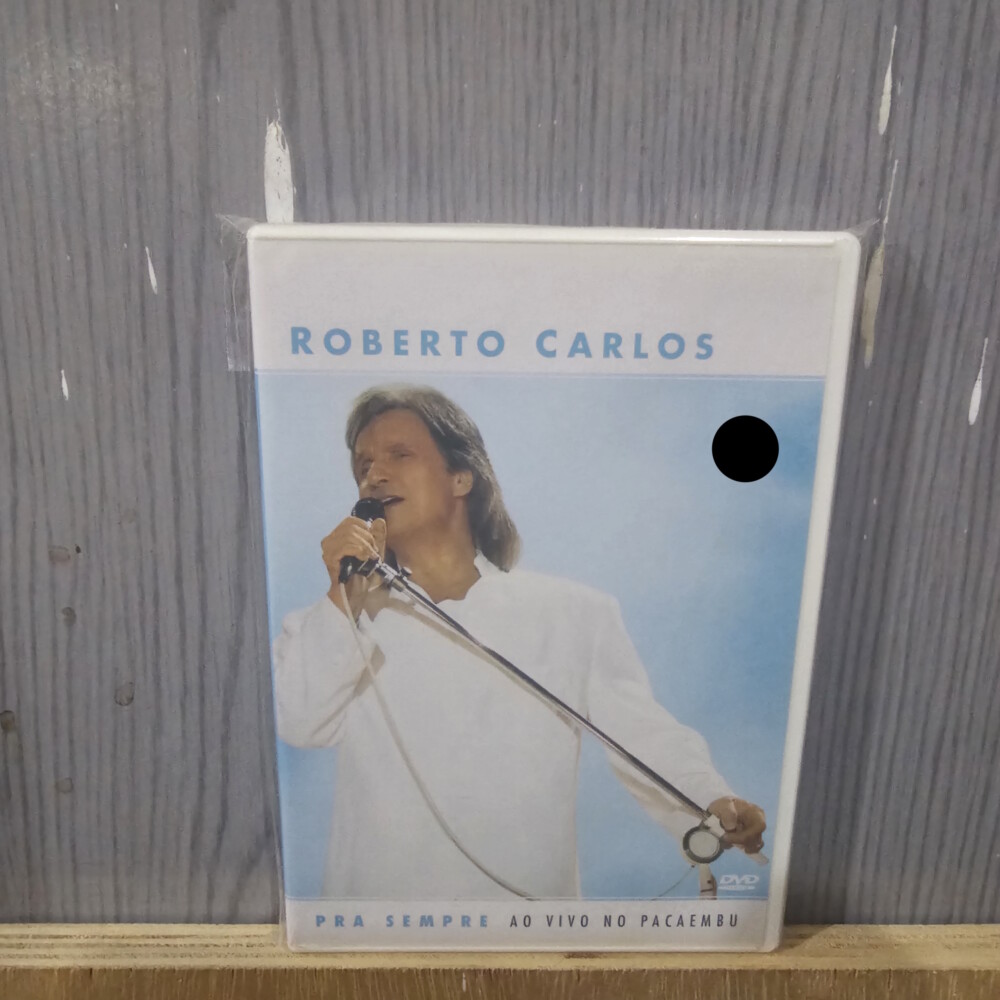 ROBERTO CARLOS
DVD
PRA SEMPRE AO VIVO NO PACAEMBU